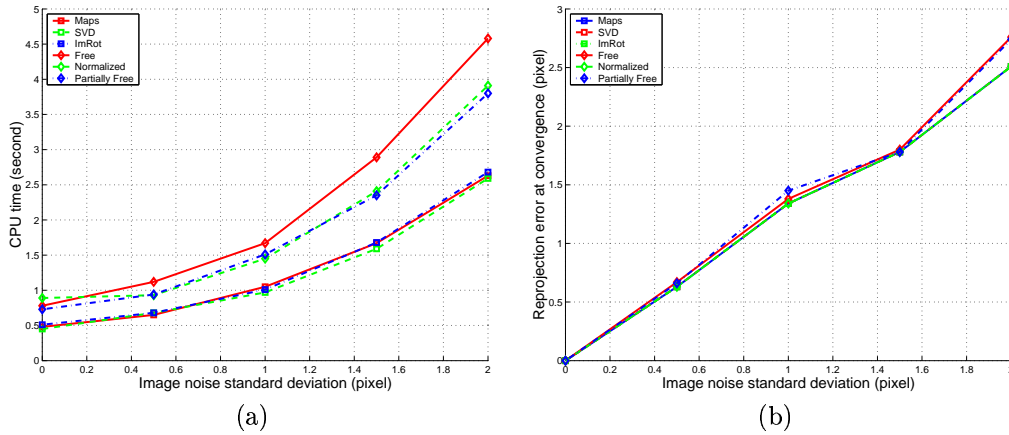 Maps
SVD
ImRot
Free
Normalized
Partially Free
5
4.5
4
3.5
3
2.5
2
1.5
1
0.5
0
0 0.2 0.4 0.6 0.8 1 1.2 1.4 1.6 1.8 2
CPU time (second)
Image noise standard deviation (pixel)
(a)
Maps
SVD
ImRot
Free
Normalized
Partially Free
3
2.5
2
1.5
1
0.5
0
0 0.2 0.4 0.6 0.8 1 1.2 1.4 1.6 1.8
Reprojection error at convergence (pixel)
Image noise standard deviation (pixel)
(b)